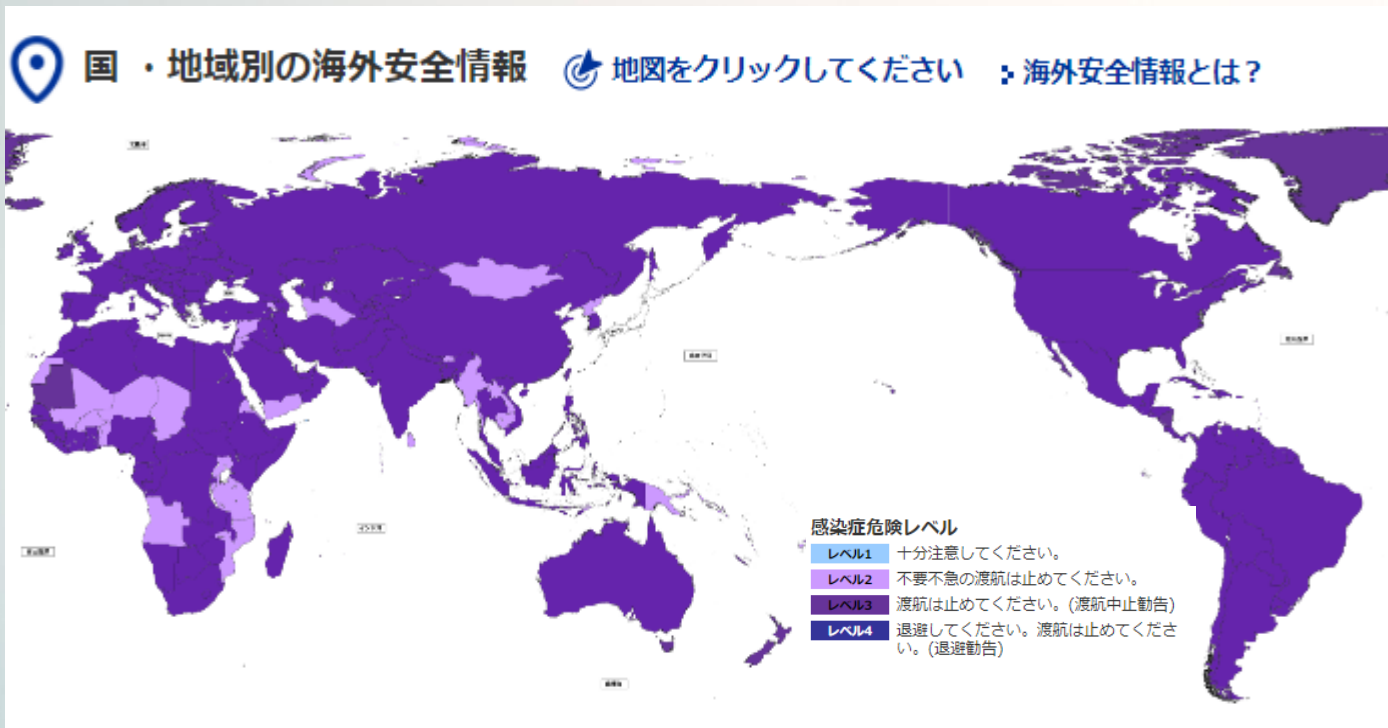 国 ・地域別の海外安全情報
地図をクリックしてください
海外安全情報とは？
感染症危険レベル
レベル1 十分注意してください。
レベル2 不要不急の渡航は止めてください。
レベル3 渡航は止めてください。(渡航中止勧告)
レベル4 退避してください。渡航は止めてくださ
い。(退避勧告)